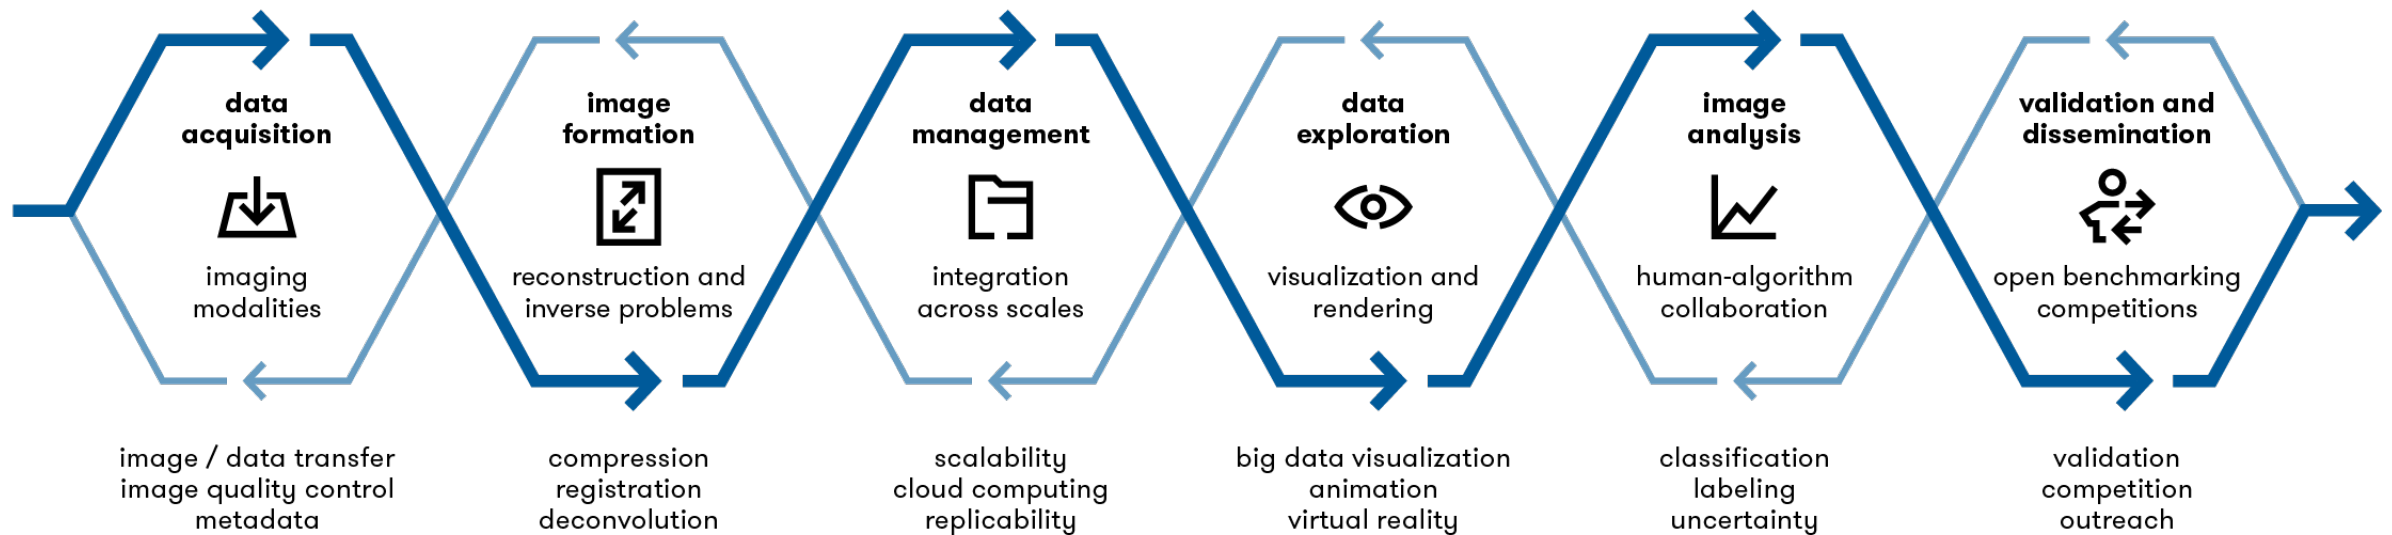 data
acquisition
imaging
modalities
image / data transfer
image quality control
metadata
image
formation
reconstruction and
inverse problems
compression
registration
deconvolution
data
management
integration
across scales
scalability
cloud computing
replicability
data
exploration
visualization and
rendering
big data visualization
animation
virtual reality
image
analysis
human-algorithm
collaboration
classification
labeling
uncertainty
validation and
dissemination
open benchmarking
competitions
validation
competition
outreach